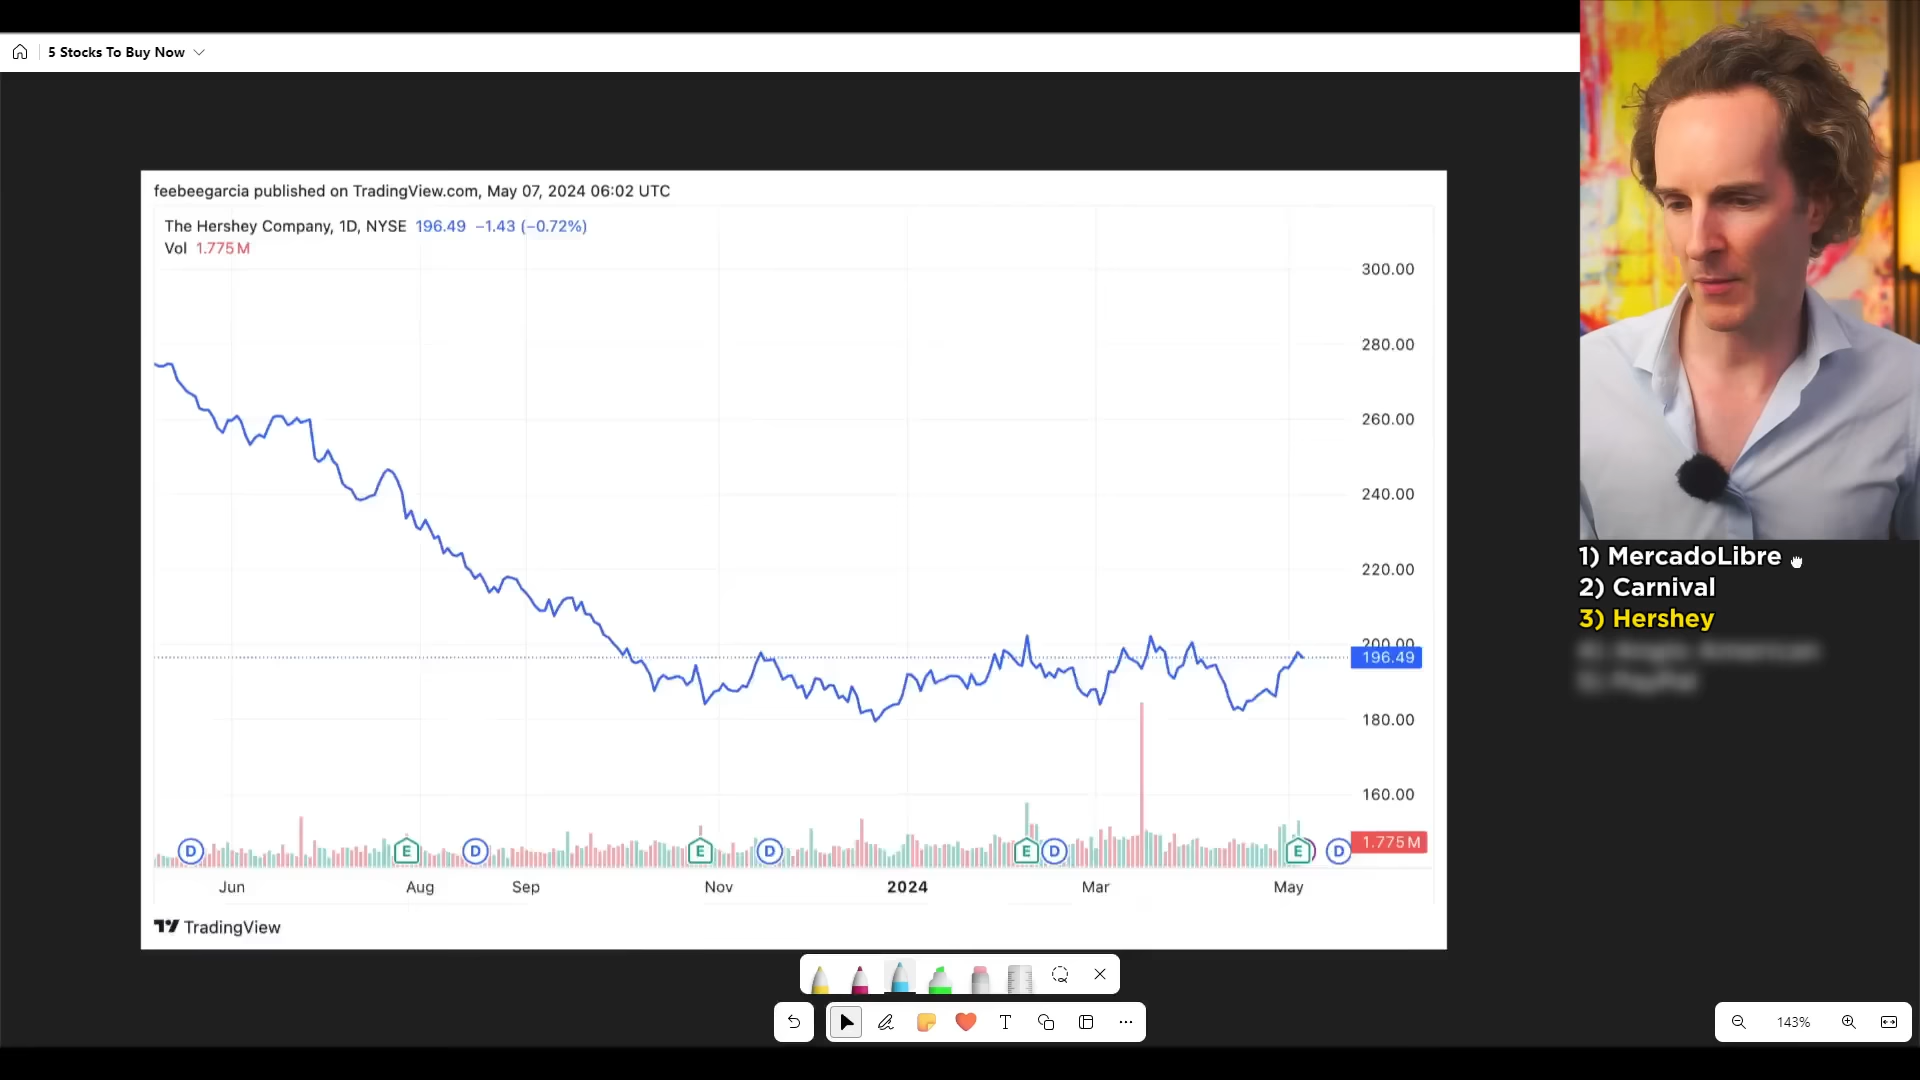 5 Stocks To Buy Now
feebeegarcia published on TradingView.com, May 07, 2024 06:02 UTC
The Hershey Company, 1D, NYSE 196.49 −1.43 (−0.72%)
Vol 1.775 M
300.00
280.00
260.00
240.00
220.00
200.00
196.49
180.00
160.00
1.775 M
D E D E D E D E D
Jun Aug Sep Nov 2024 Mar May
TradingView
1) MercadoLibre
2) Carnival
3) Hershey
T
143%